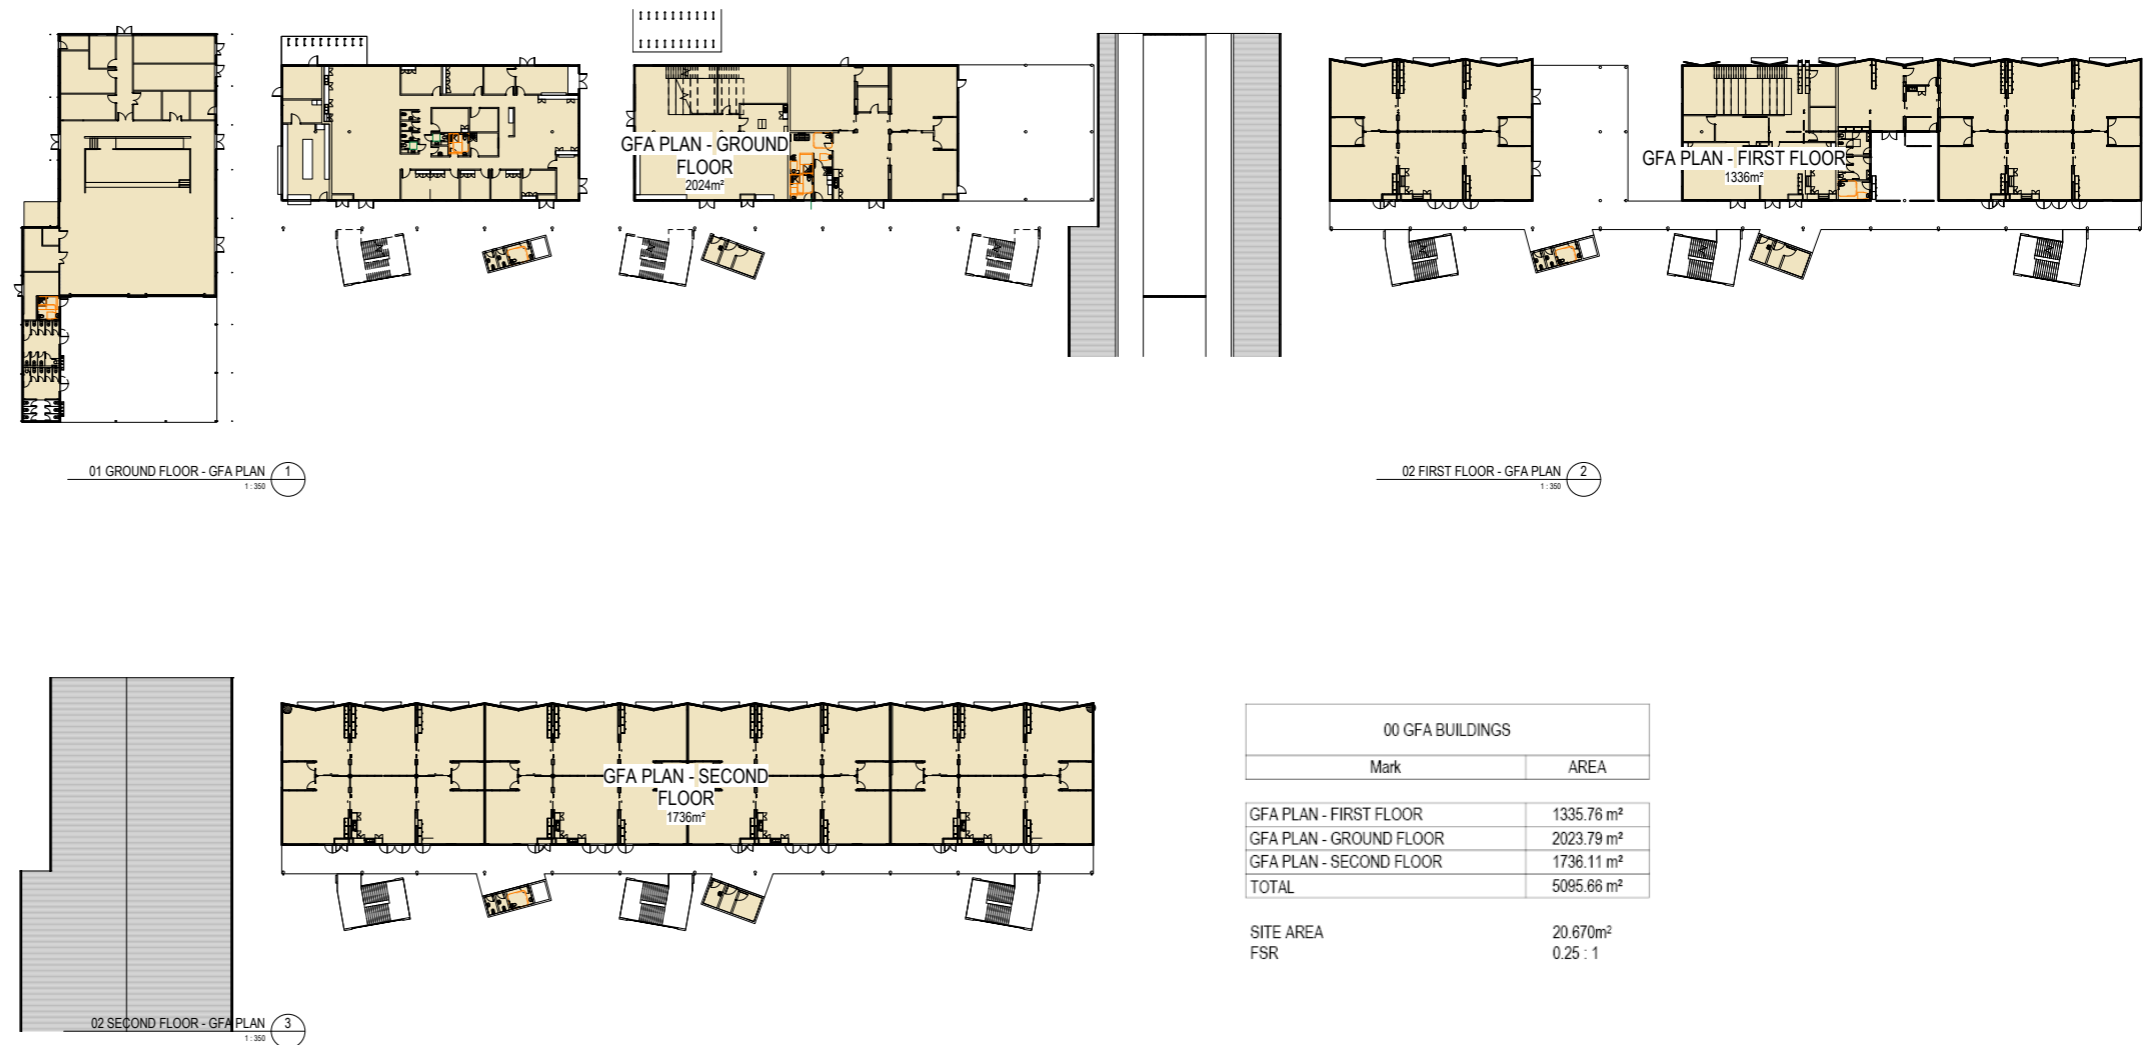 GFA PLAN - GROUND
FLOOR
2024m²
GFA PLAN - FIRST FLOOR
1336m²
01 GROUND FLOOR - GFA PLAN 1
1 : 350
02 FIRST FLOOR - GFA PLAN 2
1 : 350
GFA PLAN - SECOND
FLOOR
1736m²
02 SECOND FLOOR - GFA PLAN 3
1 : 350
00 GFA BUILDINGS
Mark AREA
GFA PLAN - FIRST FLOOR 1335.76 m²
GFA PLAN - GROUND FLOOR 2023.79 m²
GFA PLAN - SECOND FLOOR 1736.11 m²
TOTAL 5095.66 m²
SITE AREA 20.670m²
FSR 0.25 : 1